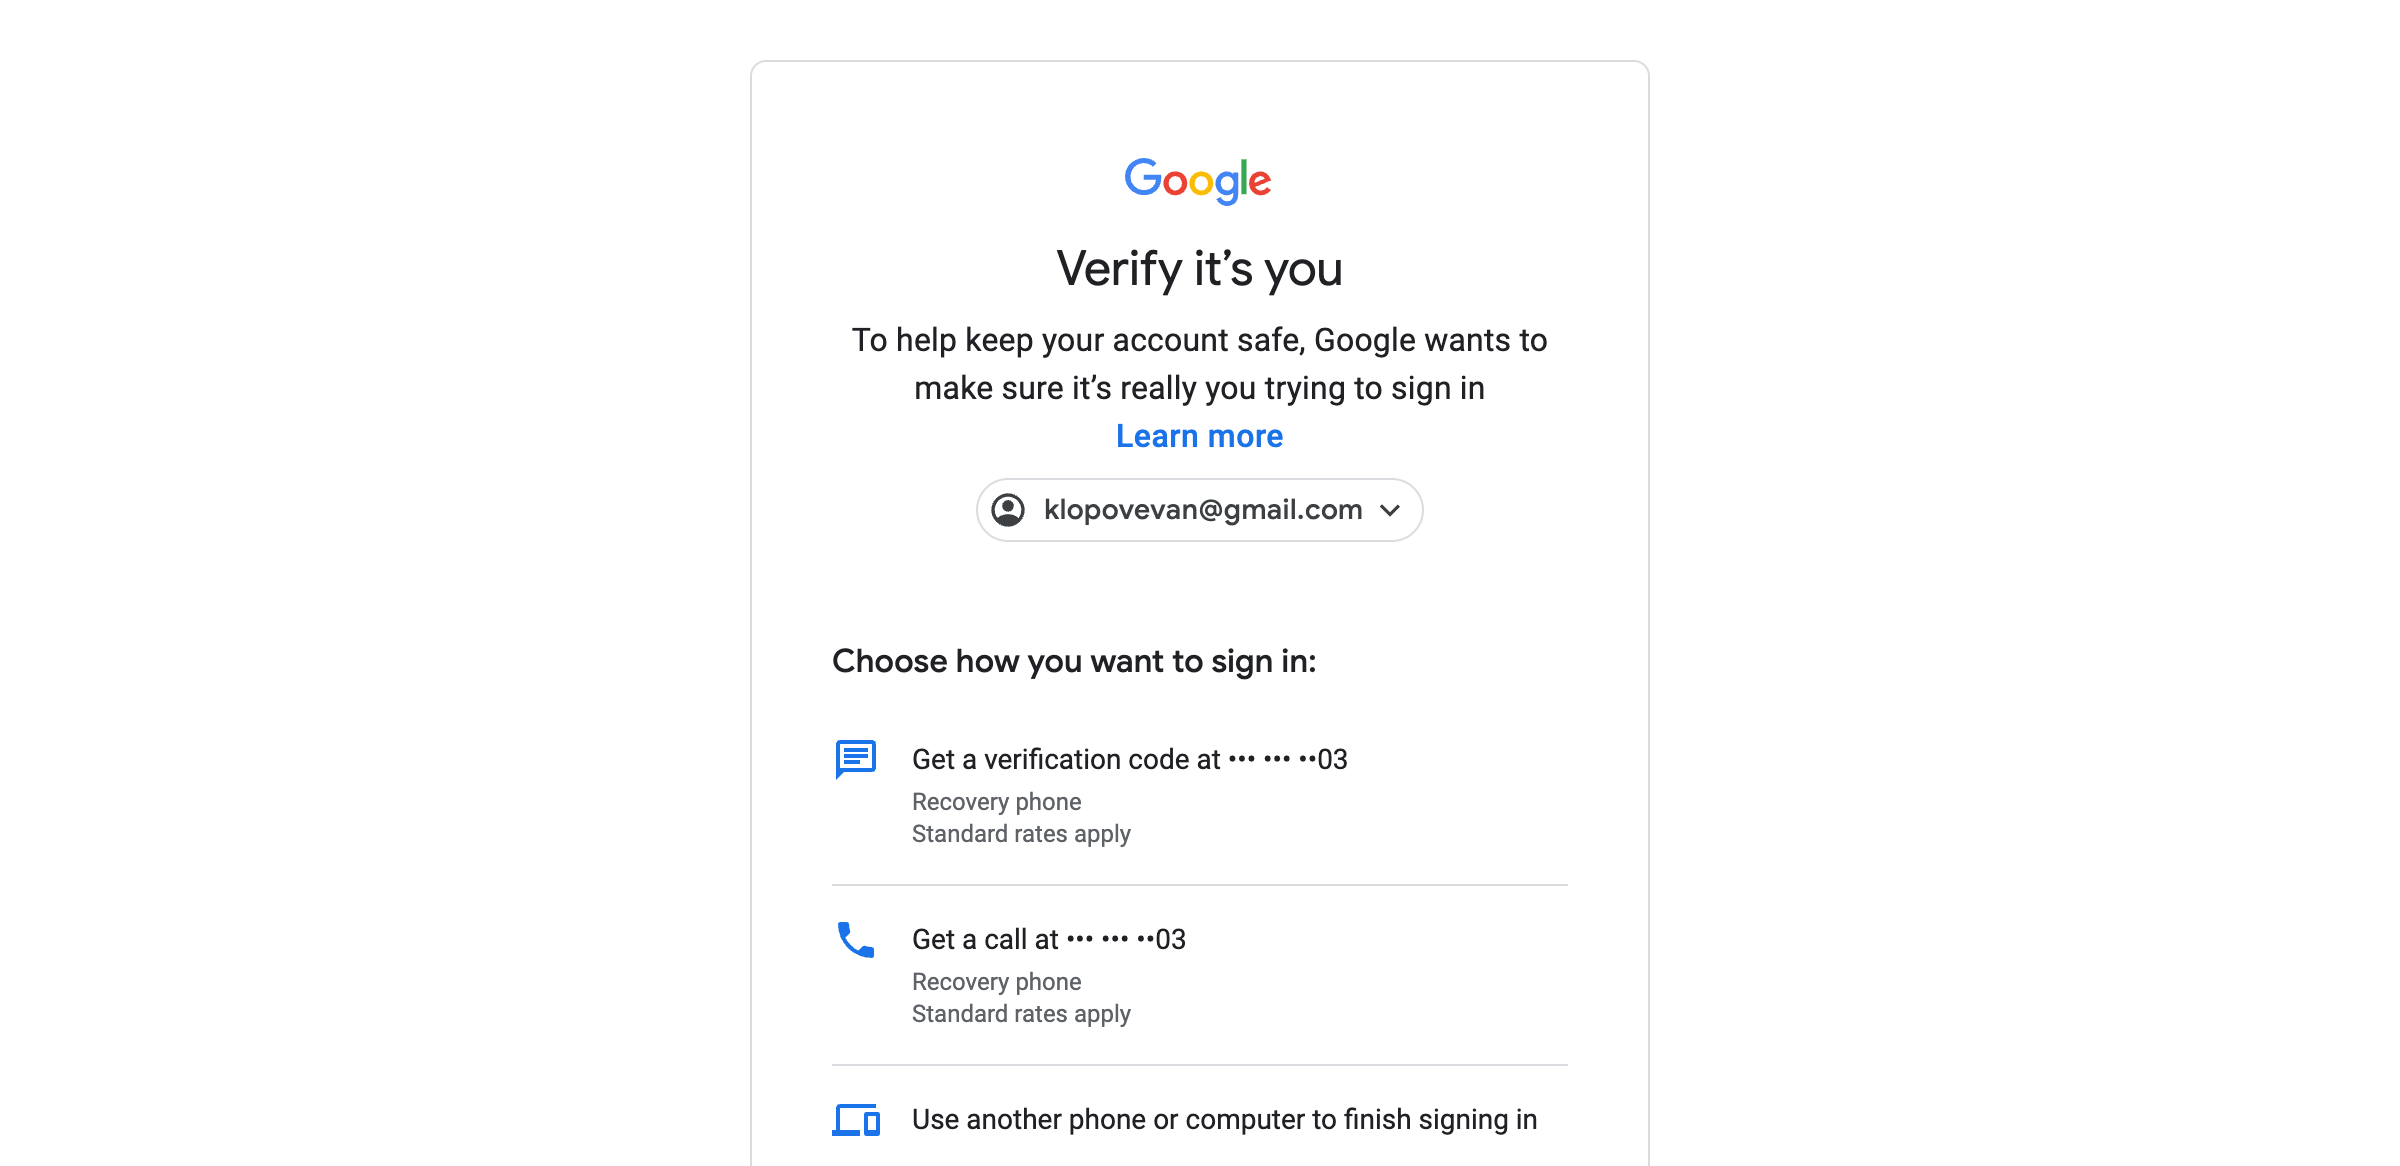 Google
Verify it’s you
To help keep your account safe, Google wants to
make sure it’s really you trying to sign in
Learn more
klopovevan@gmail.com
Choose how you want to sign in:
Get a verification code at ••• ••• ••03
Recovery phone
Standard rates apply
Get a call at ••• ••• ••03
Recovery phone
Standard rates apply
Use another phone or computer to finish signing in